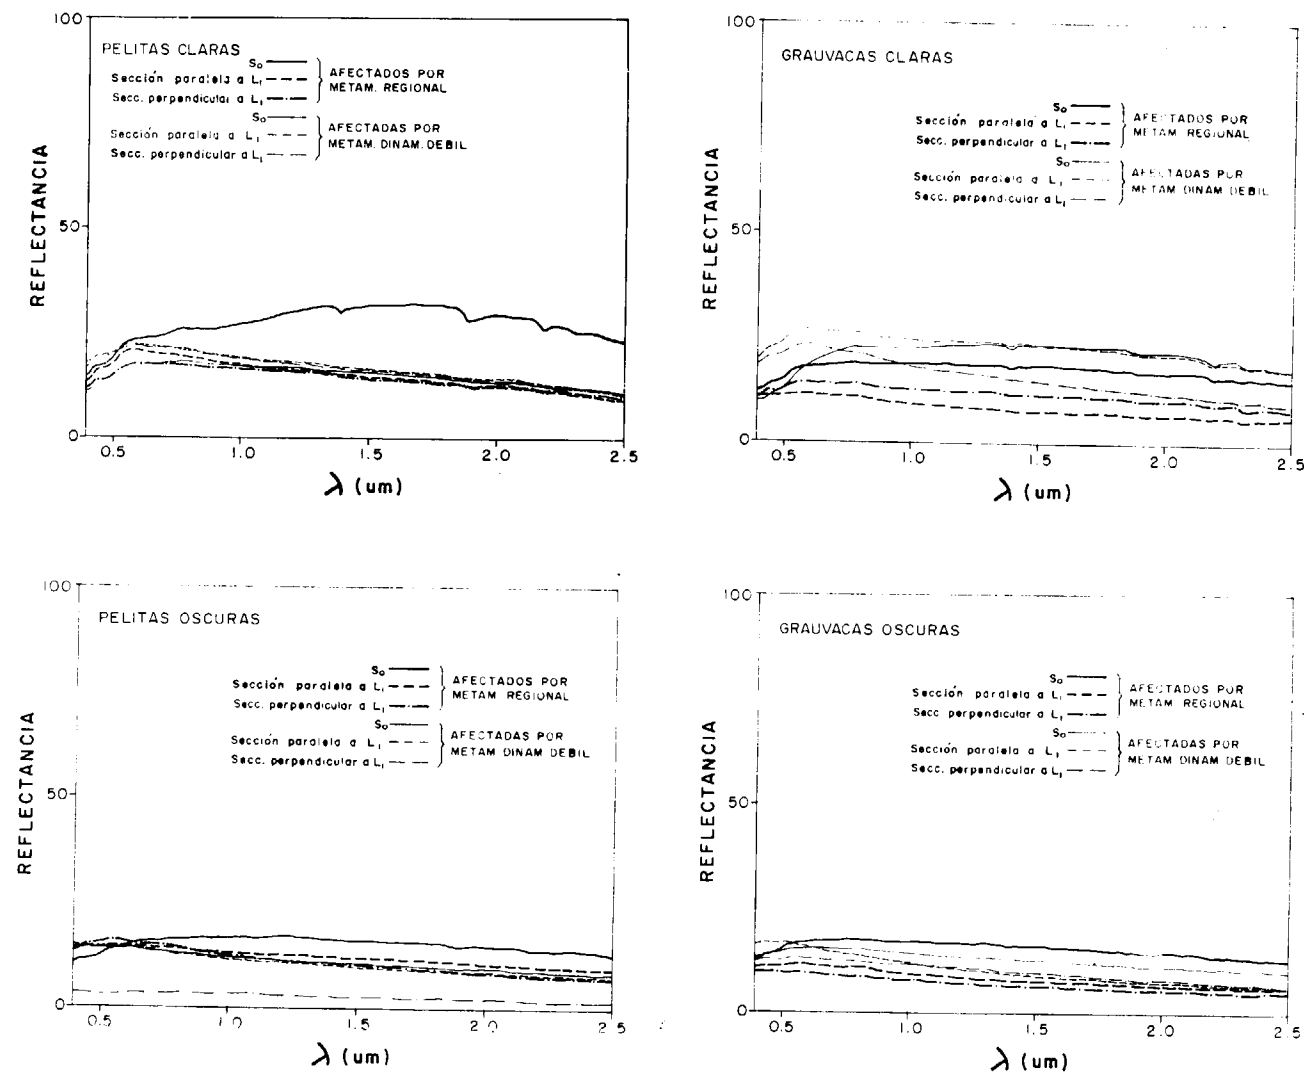 100
PELITAS CLARAS
So
Sección paralela a L₁
Secc. perpendicular a L₁
AFECTADOS POR
METAM. REGIONAL
So
Sección paralela a L₁
Secc. perpendicular a L₁
AFECTADAS POR
METAM. DINAM. DEBIL
REFLECTANCIA
50
0
0.5
1.0
1.5
2.0
2.5
λ (um)
100
GRAUVACAS CLARAS
So
Sección paralela a L₁
Secc. perpendicular a L₁
AFECTADOS POR
METAM REGIONAL
So
Sección paralela a L₁
Secc. perpendicular a L₁
AFECTADAS POR
METAM DINAM DEBIL
REFLECTANCIA
50
0
0.5
1.0
1.5
2.0
2.5
λ (um)
100
PELITAS OSCURAS
So
Sección paralela a L₁
Secc. perpendicular a L₁
AFECTADOS POR
METAM REGIONAL
So
Sección paralela a L₁
Secc. perpendicular a L₁
AFECTADAS POR
METAM DINAM DEBIL
REFLECTANCIA
50
0
0.5
1.0
1.5
2.0
2.5
λ (um)
100
GRAUVACAS OSCURAS
So
Sección paralela a L₁
Secc perpendicular a L₁
AFECTADOS POR
METAM REGIONAL
So
Sección paralela a L₁
Secc. perpendicular a L₁
AFECTADAS POR
METAM DINAM DEBIL
REFLECTANCIA
50
0
0.5
1.0
1.5
2.0
2.5
λ (um)